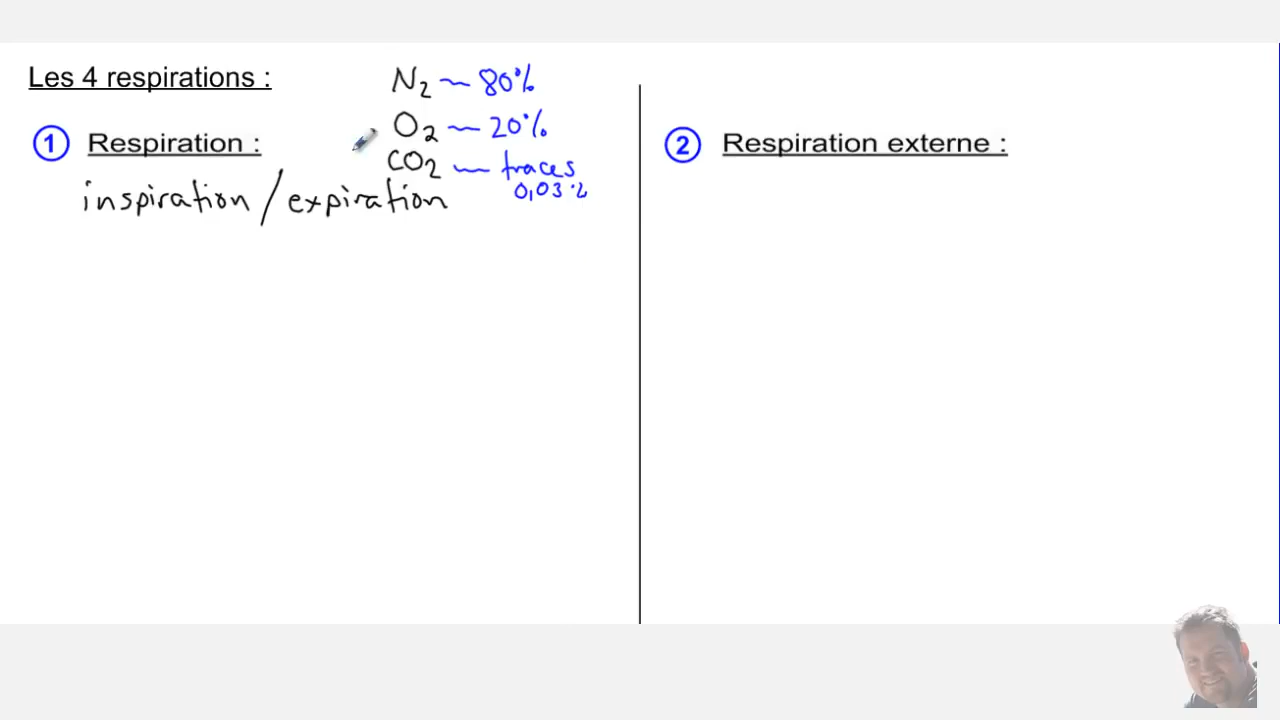 Les 4 respirations :
N2 ~ 80%
O2 ~ 20%
CO2 ~ traces
0,03%
1 Respiration :
inspiration / expiration
2 Respiration externe :